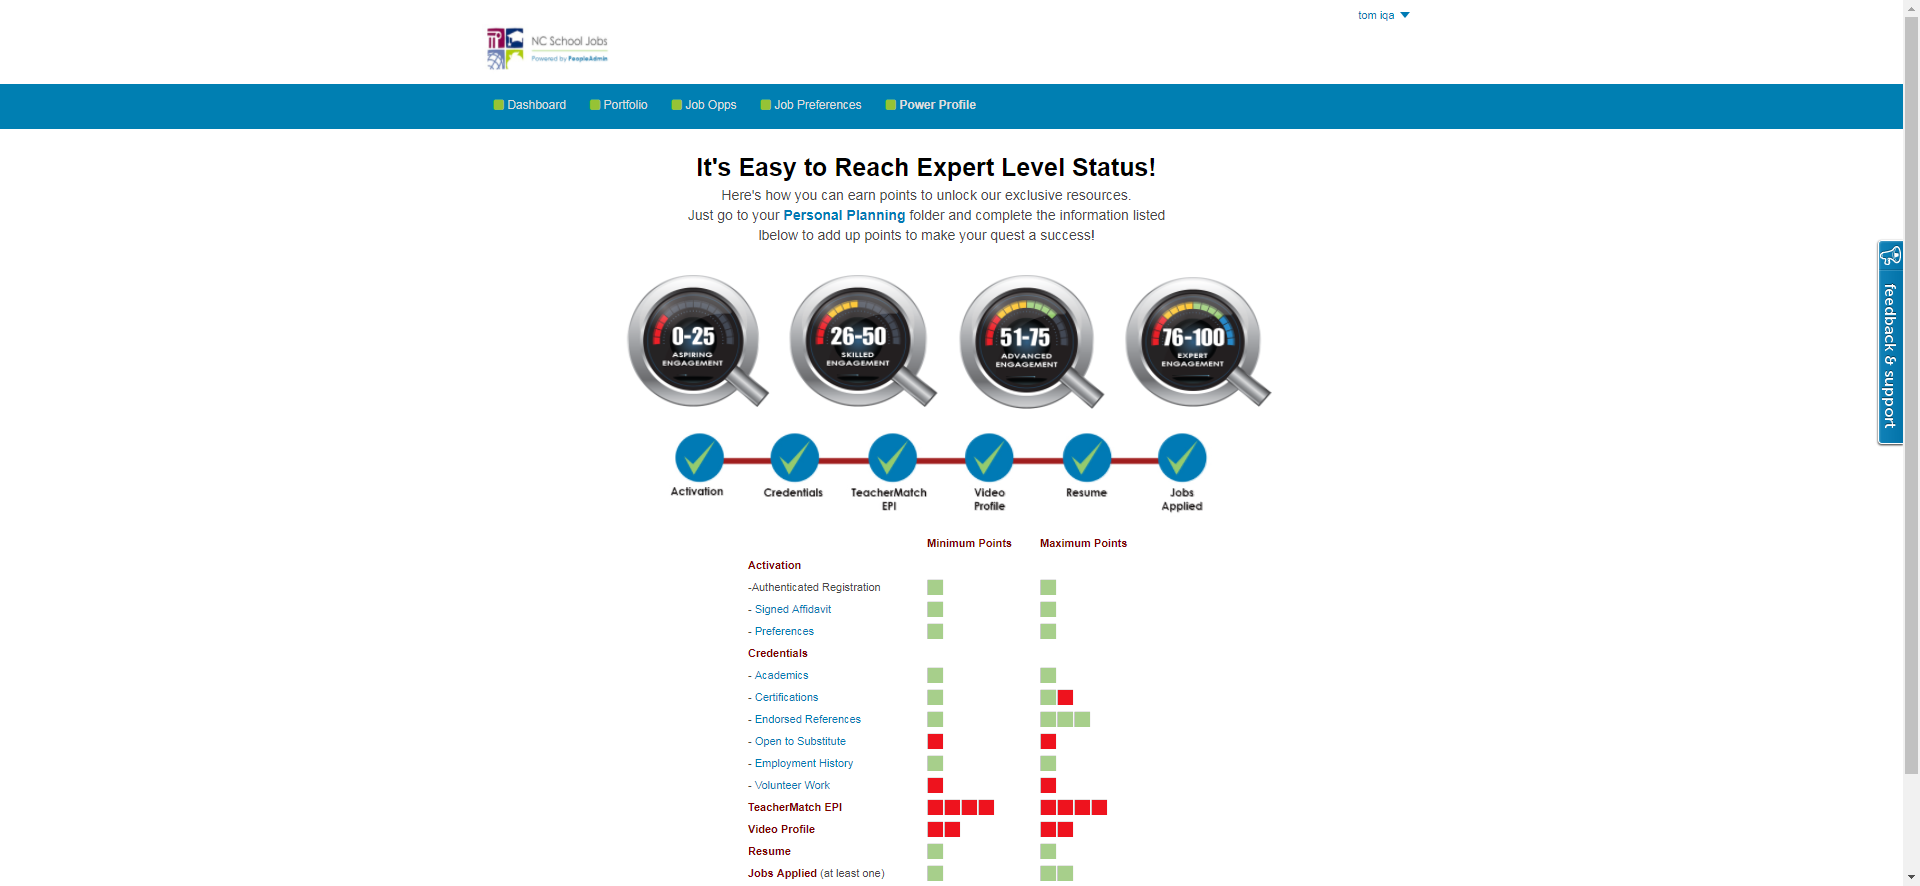 tom iqa
NC School Jobs
Powered by PeopleAdmin
Dashboard Portfolio Job Opps Job Preferences Power Profile
It's Easy to Reach Expert Level Status!
Here's how you can earn points to unlock our exclusive resources.
Just go to your Personal Planning folder and complete the information listed
lbelow to add up points to make your quest a success!
feedback & support
0-25
ASPIRING
ENGAGEMENT
26-50
SKILLED
ENGAGEMENT
51-75
ADVANCED
ENGAGEMENT
76-100
EXPERT
ENGAGEMENT
Activation
Credentials
TeacherMatch
EPI
Video
Profile
Resume
Jobs
Applied
Minimum Points Maximum Points
Activation
-Authenticated Registration
- Signed Affidavit
- Preferences
Credentials
- Academics
- Certifications
- Endorsed References
- Open to Substitute
- Employment History
- Volunteer Work
TeacherMatch EPI
Video Profile
Resume
Jobs Applied (at least one)